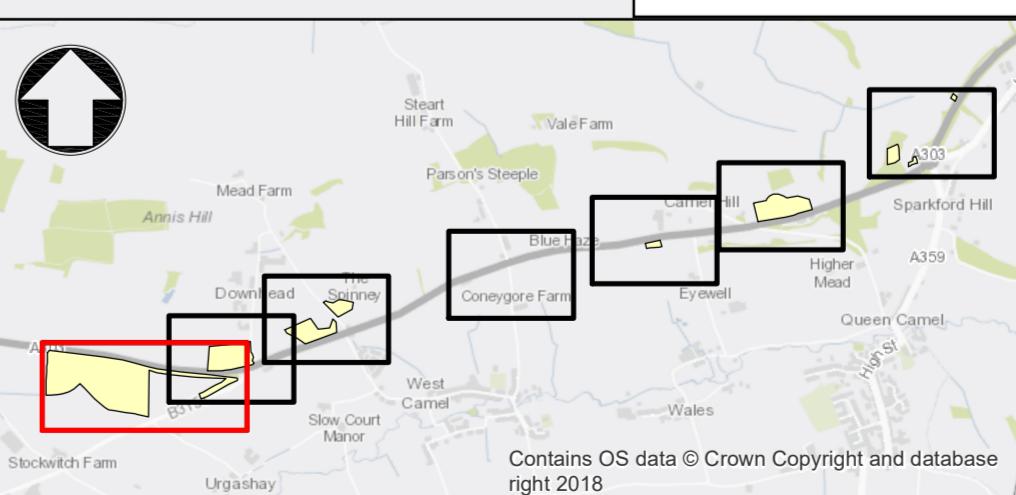 Steart
Hill Farm
Vale Farm
A303
Parson's Steeple
Mead Farm
Camel Hill
Sparkford Hill
Annis Hill
Blue Haze
A359
Higher
Mead
The
Spinney
Downhead
Coneygore Farm
Eyewell
Queen Camel
A303
High St
West
Camel
Wales
Slow Court
Manor
Stockwitch Farm
Urgashay
Contains OS data © Crown Copyright and database
right 2018